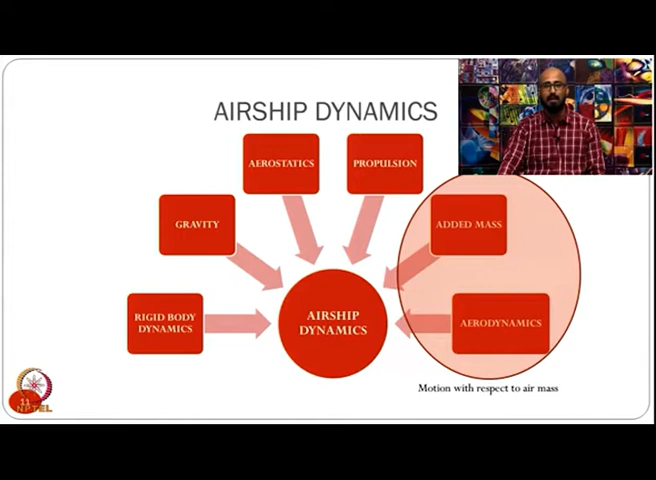 AIRSHIP DYNAMICS
AEROSTATICS
PROPULSION
GRAVITY
ADDED MASS
RIGID BODY
DYNAMICS
AIRSHIP
DYNAMICS
AERODYNAMICS
Motion with respect to air mass
11
NPTEL